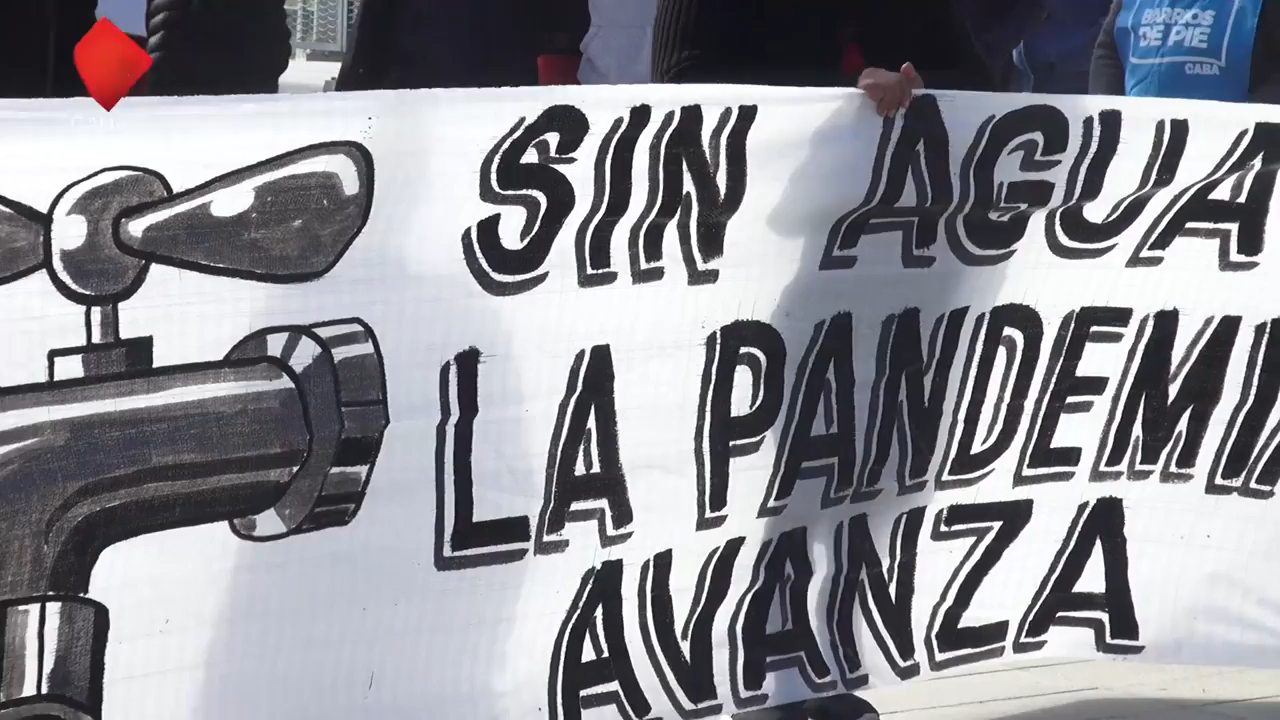 BARRIOS
DE PIE
CABA
SIN AGUA
LA PANDEMI
AVANZA